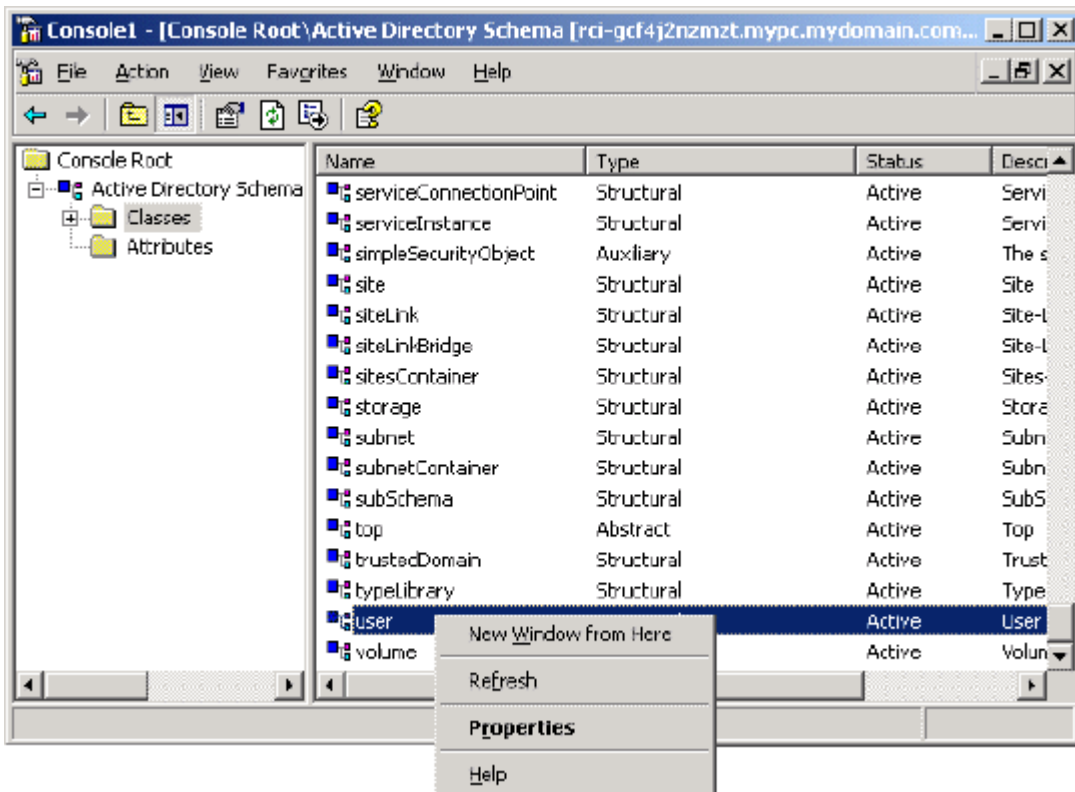 Console1 - [Console Root\Active Directory Schema [rci-gcf4j2nzmzt.mypc.mydomain.com...
File Action View Favorites Window Help
Console Root
Active Directory Schema
Classes
Attributes
Name Type Status Descr
serviceConnectionPoint Structural Active Servi
serviceInstance Structural Active Servi
simpleSecurityObject Auxiliary Active The s
site Structural Active Site
siteLink Structural Active Site-L
siteLinkBridge Structural Active Site-L
sitesContainer Structural Active Sites-
storage Structural Active Stora
subnet Structural Active Subn
subnetContainer Structural Active Subn
subSchema Structural Active SubS
top Abstract Active Top
trustedDomain Structural Active Trust
typeLibrary Structural Active Type
user Active User
volume Active Volun
New Window from Here
Refresh
Properties
Help